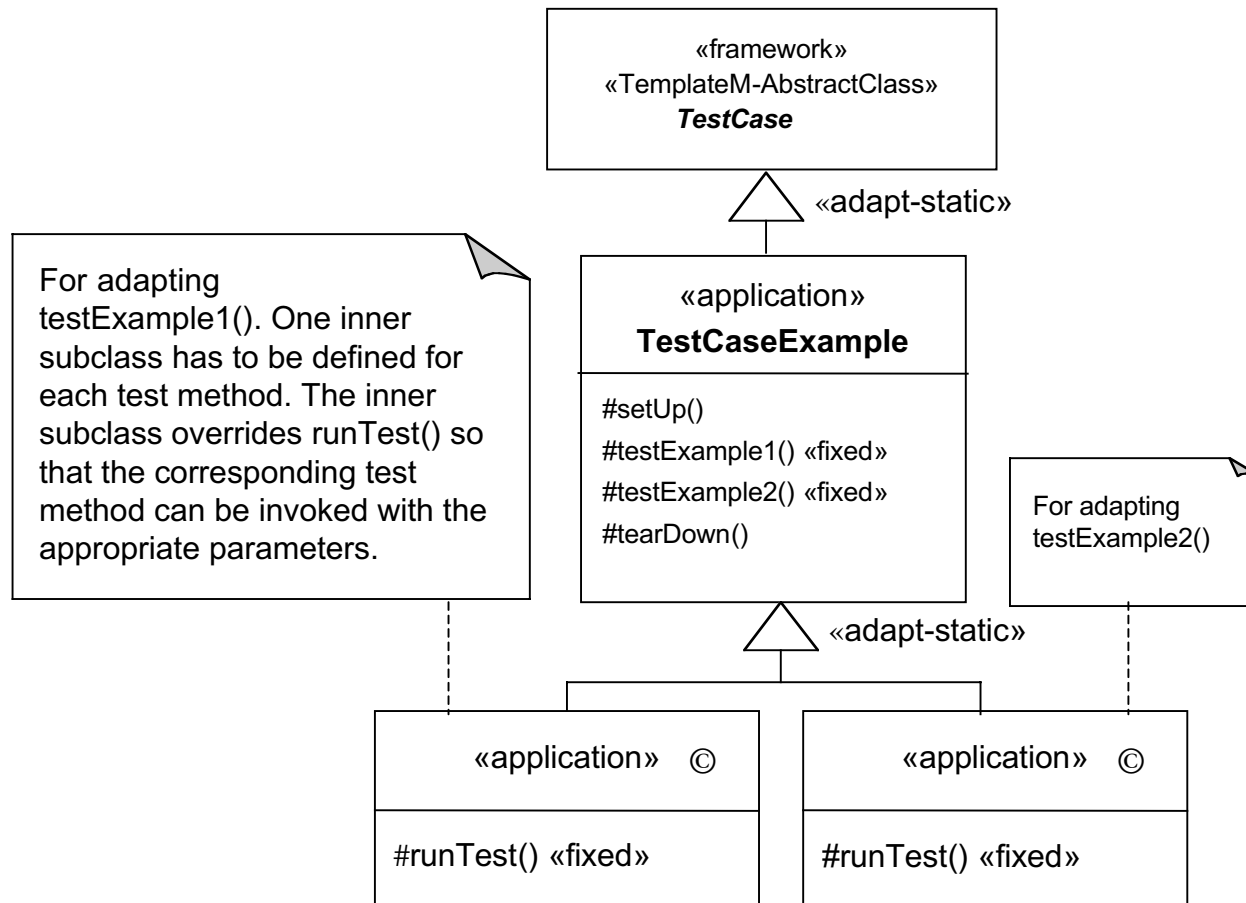 «framework»
«TemplateM-AbstractClass»
TestCase
«adapt-static»
For adapting
testExample1(). One inner
subclass has to be defined for
each test method. The inner
subclass overrides runTest() so
that the corresponding test
method can be invoked with the
appropriate parameters.
«application»
TestCaseExample
#setUp()
#testExample1() «fixed»
#testExample2() «fixed»
#tearDown()
For adapting
testExample2()
«adapt-static»
«application» ©
#runTest() «fixed»
«application» ©
#runTest() «fixed»